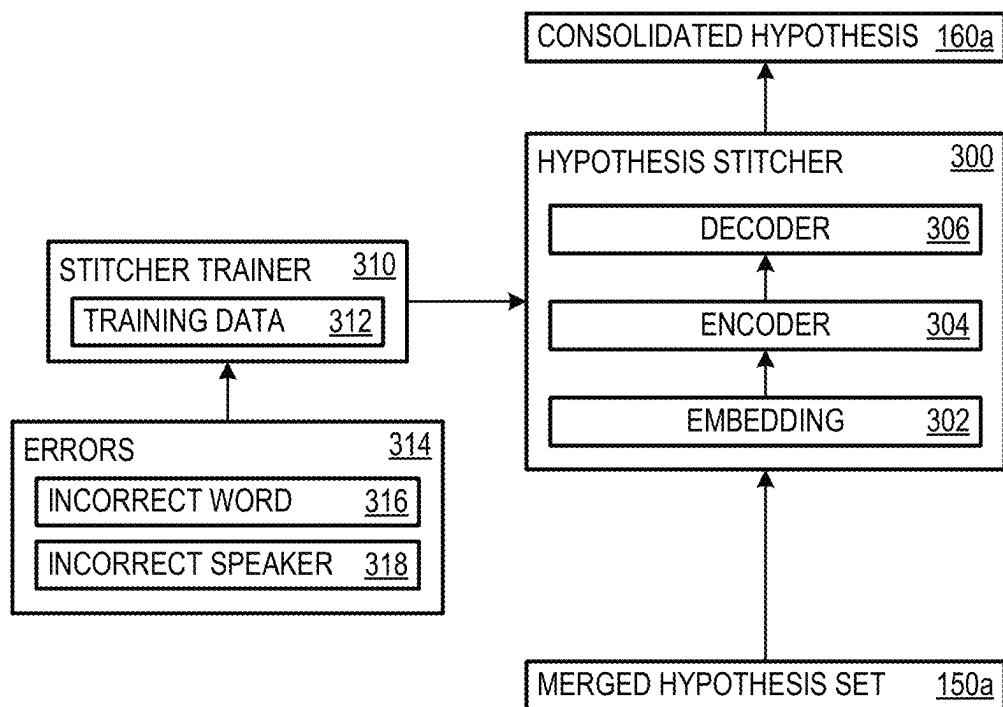 CONSOLIDATED HYPOTHESIS 160a
HYPOTHESIS STITCHER 300
DECODER 306
ENCODER 304
EMBEDDING 302
STITCHER TRAINER 310
TRAINING DATA 312
ERRORS 314
INCORRECT WORD 316
INCORRECT SPEAKER 318
MERGED HYPOTHESIS SET 150a